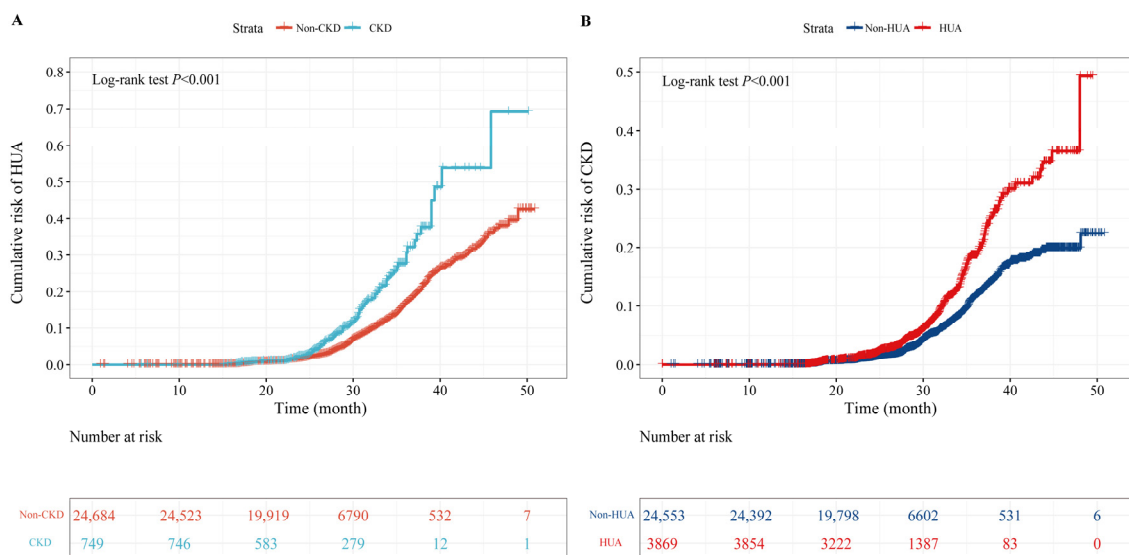 A
Strata Non-CKD CKD
0.8
Log-rank test P<0.001
0.7
0.6
0.5
0.4
0.3
0.2
0.1
0.0
Cumulative risk of HUA
0 10 20 30 40 50
Time (month)
Number at risk
Non-CKD 24,684 24,523 19,919 6790 532 7
CKD 749 746 583 279 12 1
B
Strata Non-HUA HUA
0.5
Log-rank test P<0.001
0.4
0.3
0.2
0.1
0.0
Cumulative risk of CKD
0 10 20 30 40 50
Time (month)
Number at risk
Non-HUA 24,553 24,392 19,798 6602 531 6
HUA 3869 3854 3222 1387 83 0